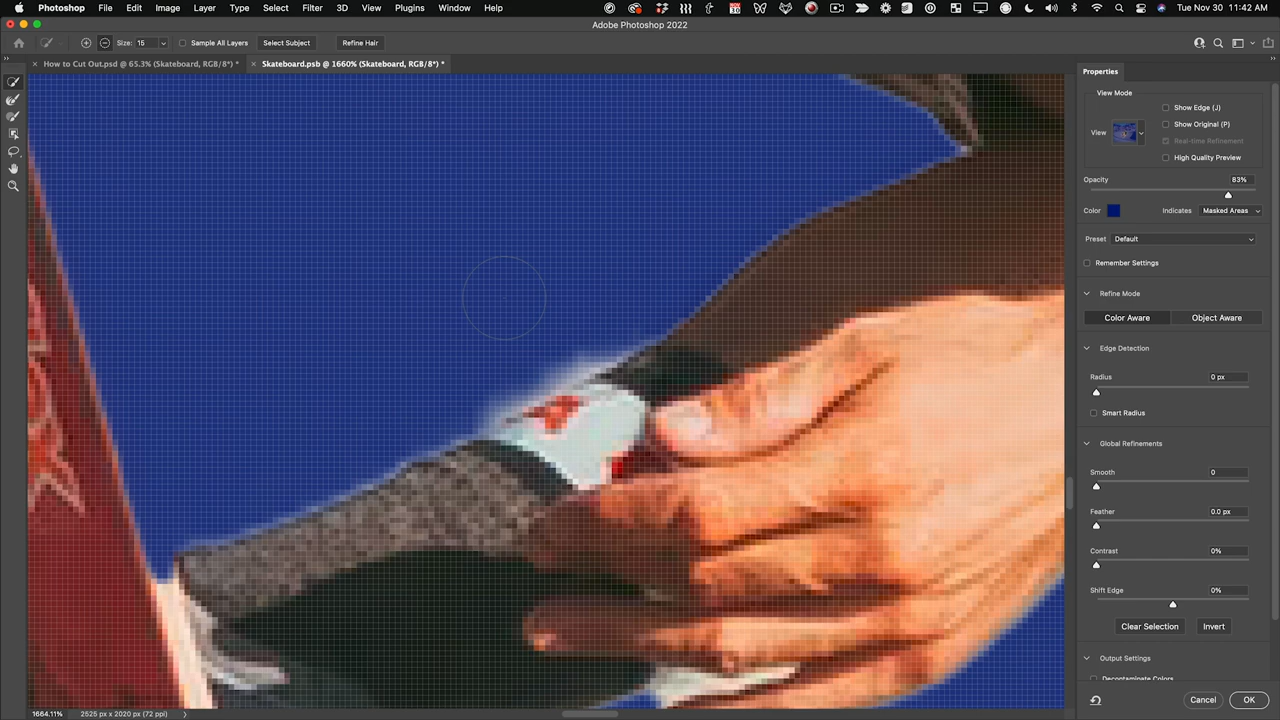 Photoshop File Edit Image Layer Type Select Filter 3D View Plugins Window Help Tue Nov 30 11:42 AM
Adobe Photoshop 2022
Size: 15 Sample All Layers Select Subject Refine Hair
How to Cut Out.psd @ 65.3% (Skateboard, RGB/8*) * Skateboard.psb @ 1660% (Skateboard, RGB/8*) *
Properties
View Mode
Show Edge (J)
Show Original (P)
View
Real-time Refinement
High Quality Preview
Opacity 83%
Color Indicates Masked Areas
Preset Default
Remember Settings
Refine Mode
Color Aware Object Aware
Edge Detection
Radius 0 px
Smart Radius
Global Refinements
Smooth 0
Feather 0.0 px
Contrast 0%
Shift Edge 0%
Clear Selection Invert
Output Settings
Decontaminate Colors
Cancel OK
1664.11% 2525 px x 2020 px (72 ppi)